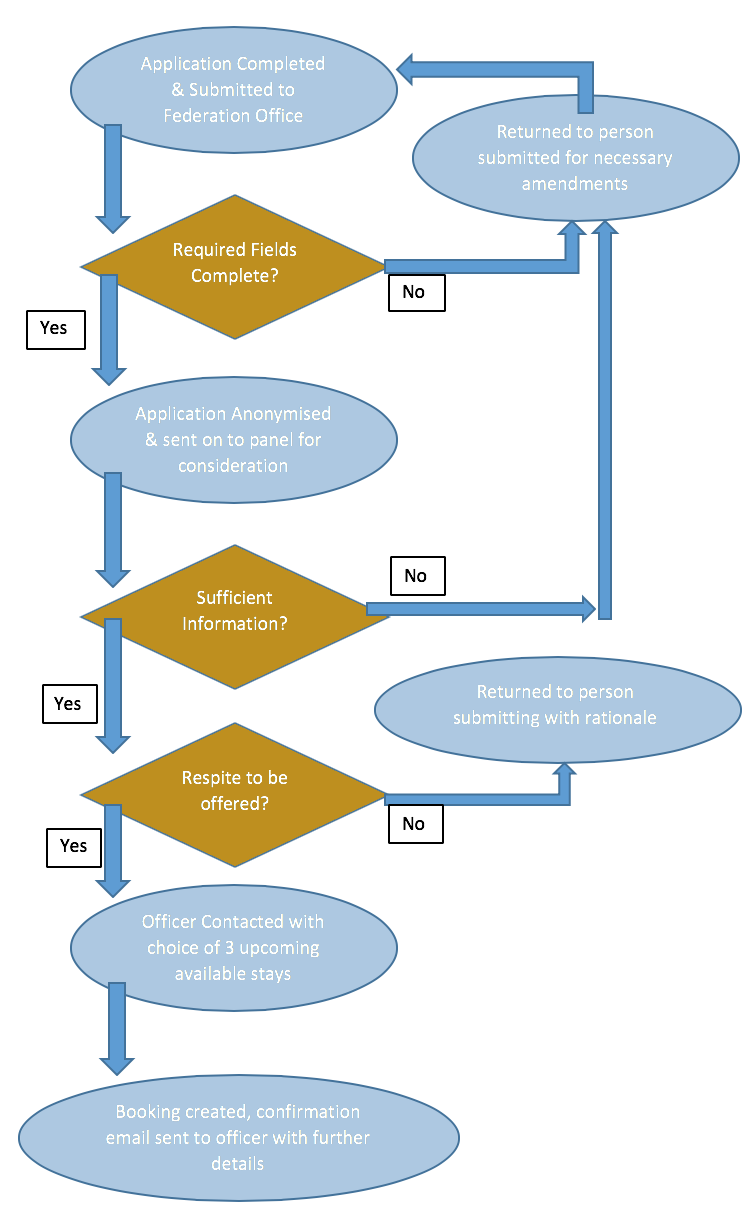 Application Completed
& Submitted to
Federation Office
Returned to person
submitted for necessary
amendments
Required Fields
Complete?
No
Yes
Application Anonymised
& sent on to panel for
consideration
Sufficient
Information?
No
Yes
Returned to person
submitting with rationale
Respite to be
offered?
No
Yes
Officer Contacted with
choice of 3 upcoming
available stays
Booking created, confirmation
email sent to officer with further
details